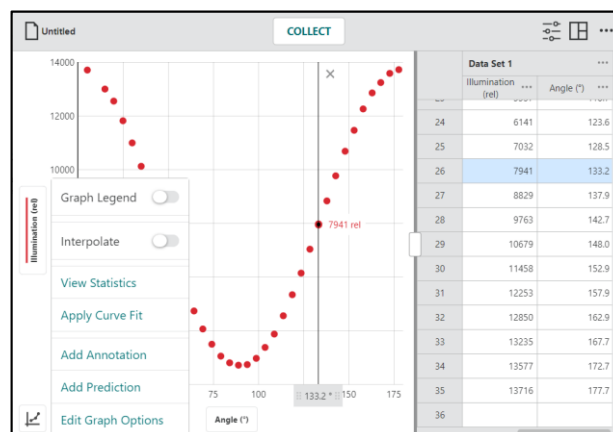 Untitled
COLLECT
14000
12000
10000
Illumination (rel)
7941 rel
Graph Legend
Interpolate
View Statistics
Apply Curve Fit
Add Annotation
Add Prediction
Edit Graph Options
75 100 133.2 ° 150 175
Angle (°)
Data Set 1
Illumination (rel) Angle (°)
24 6141 123.6
25 7032 128.5
26 7941 133.2
27 8829 137.9
28 9763 142.7
29 10679 148.0
30 11458 152.9
31 12253 157.9
32 12850 162.9
33 13235 167.7
34 13577 172.7
35 13716 177.7
36